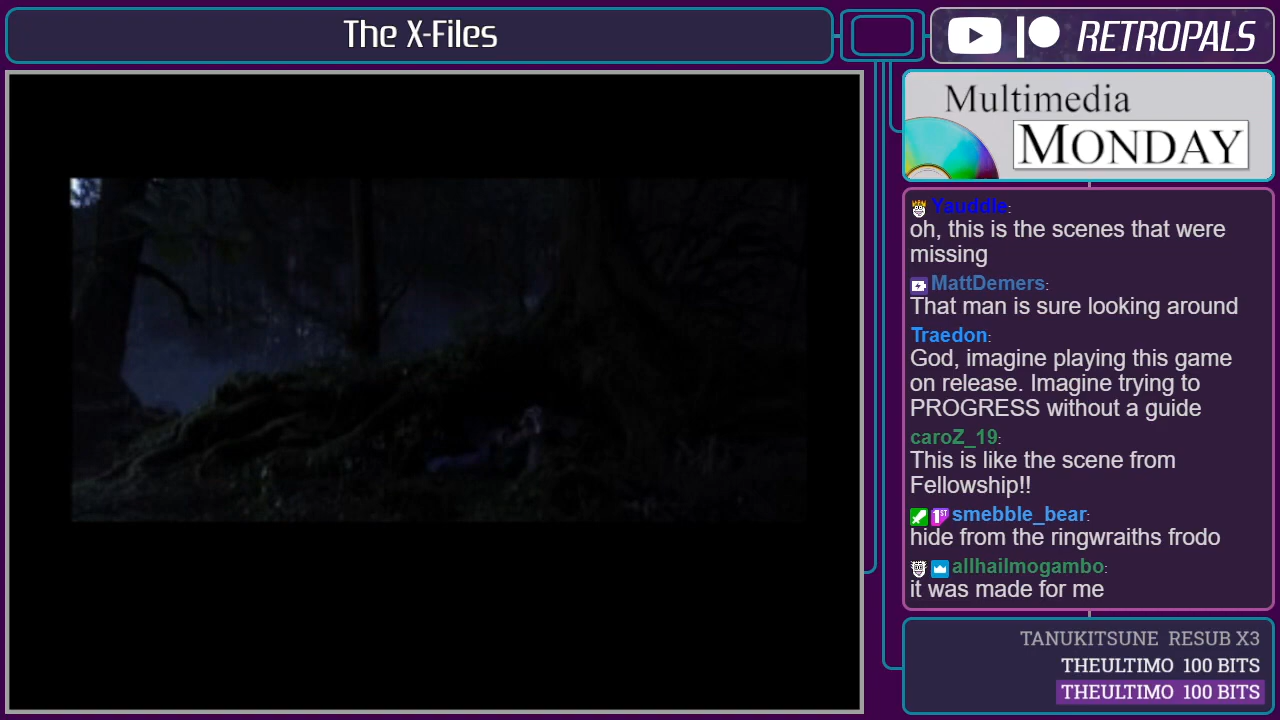 The X-Files
RETROPALS
Multimedia
MONDAY
Yauddle:
oh, this is the scenes that were
missing
MattDemers:
That man is sure looking around
Traedon:
God, imagine playing this game
on release. Imagine trying to
PROGRESS without a guide
caroZ_19:
This is like the scene from
Fellowship!!
1ST smebble_bear:
hide from the ringwraiths frodo
allhailmogambo:
it was made for me
TANUKITSUNE RESUB X3
THEULTIMO 100 BITS
THEULTIMO 100 BITS